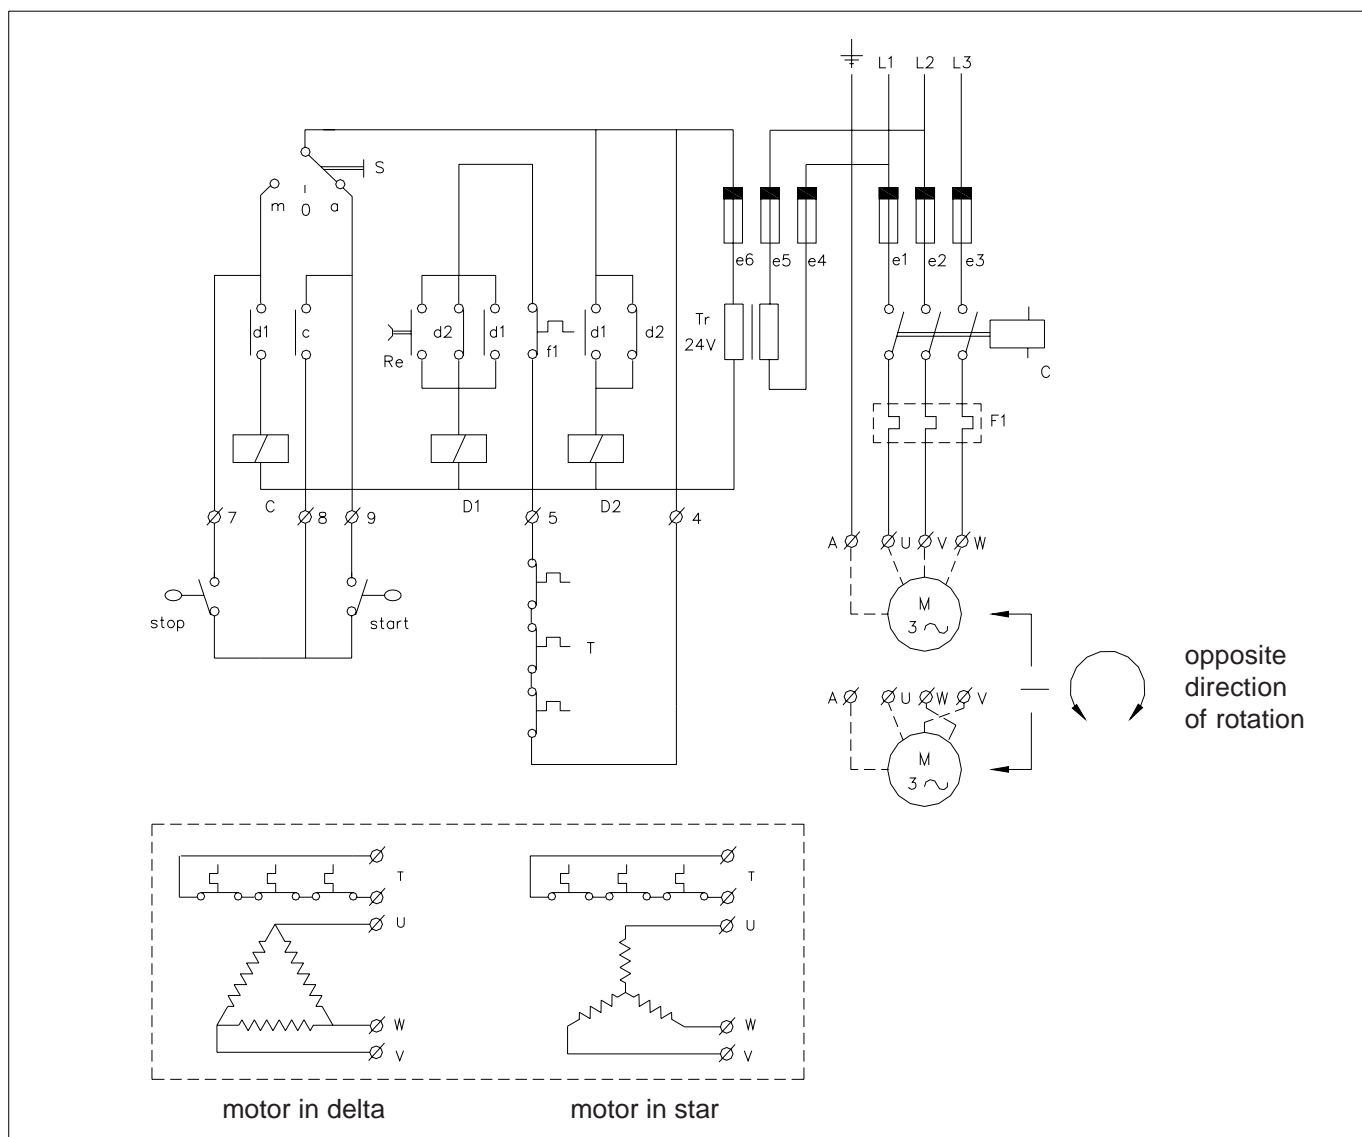 L1 L2 L3
S
m 0 a
e6 e5 e4 e1 e2 e3
d1 c d2 d1 d1 d2
Re f1
Tr
24V
C
F1
C D1 D2
7 8 9 5 4
A U V W
stop start
T
M
3
opposite
direction
of rotation
A U W V
M
3
T T
U U
W W
V V
motor in delta motor in star